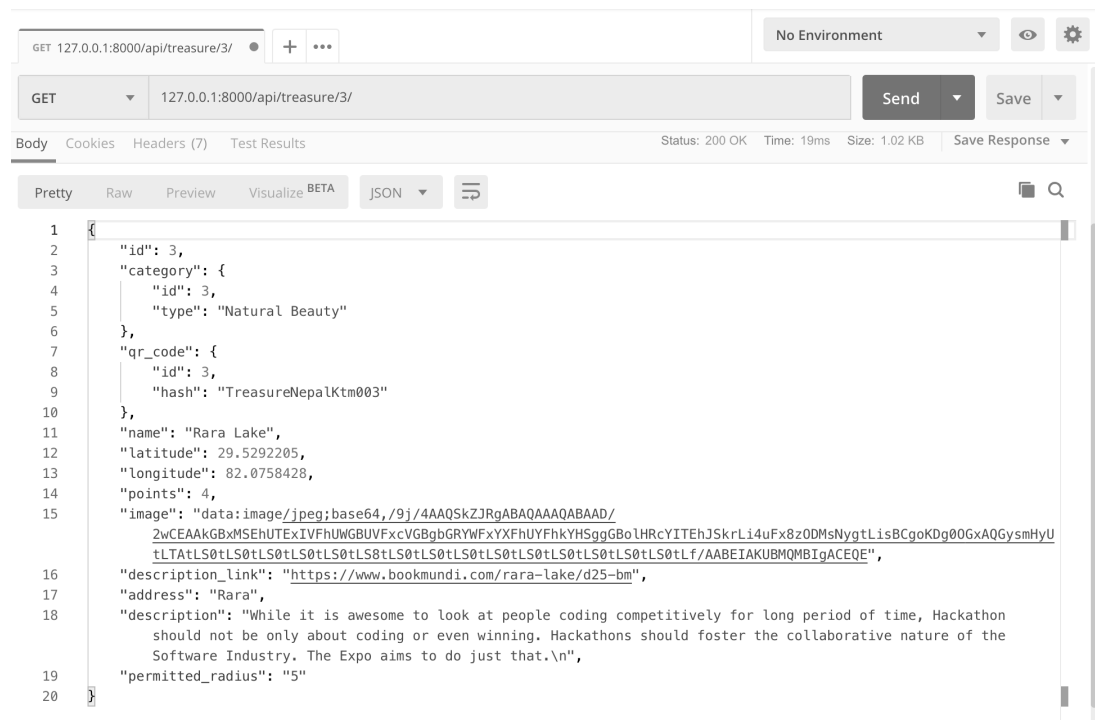 GET 127.0.0.1:8000/api/treasure/3/
No Environment
GET 127.0.0.1:8000/api/treasure/3/ Send Save
Body Cookies Headers (7) Test Results Status: 200 OK Time: 19ms Size: 1.02 KB Save Response
Pretty Raw Preview Visualize BETA JSON
1 {
2 "id": 3,
3 "category": {
4 "id": 3,
5 "type": "Natural Beauty"
6 },
7 "qr_code": {
8 "id": 3,
9 "hash": "TreasureNepalKtm003"
10 },
11 "name": "Rara Lake",
12 "latitude": 29.5292205,
13 "longitude": 82.0758428,
14 "points": 4,
15 "image": "data:image/jpeg;base64,/9j/4AAQSkZJRgABAQAAAQABAAD/
2wCEAAkGBxMSEhUTExIVFhUWGBUVFxcVGBgbGRYWFxYXFhUYFhkYHSggGBolHRcYITEhJSkrLi4uFx8zODMsNygtLisBCgoKDg0OGxAQGysmHyU
tLTAtLS0tLS0tLS0tLS0tLS8tLS0tLS0tLS0tLS0tLS0tLS0tLS0tLS0tLf/AABEIAKUBMQMBIgACEQE",
16 "description_link": "https://www.bookmundi.com/rara-lake/d25-bm",
17 "address": "Rara",
18 "description": "While it is awesome to look at people coding competitively for long period of time, Hackathon
should not be only about coding or even winning. Hackathons should foster the collaborative nature of the
Software Industry. The Expo aims to do just that.\n",
19 "permitted_radius": "5"
20 }